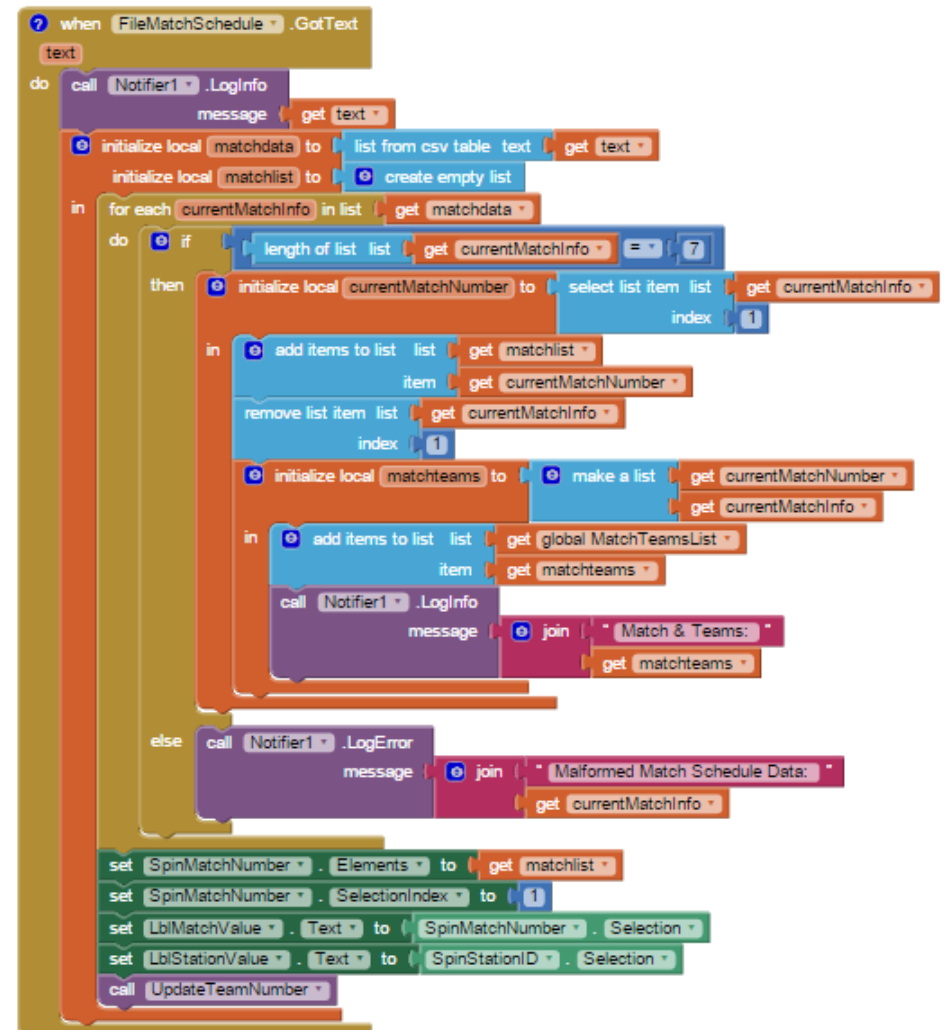 ? when FileMatchSchedule .GotText
text
do call Notifier1 .LogInfo
message get text
initialize local matchdata to list from csv table text get text
initialize local matchlist to create empty list
in for each currentMatchInfo in list get matchdata
do if length of list list get currentMatchInfo = 7
then initialize local currentMatchNumber to select list item list get currentMatchInfo
index 1
in add items to list list get matchlist
item get currentMatchNumber
remove list item list get currentMatchInfo
index 1
initialize local matchteams to make a list get currentMatchNumber
get currentMatchInfo
in add items to list list get global MatchTeamsList
item get matchteams
call Notifier1 .LogInfo
message join " Match & Teams: "
get matchteams
else call Notifier1 .LogError
message join " Malformed Match Schedule Data: "
get currentMatchInfo
set SpinMatchNumber . Elements to get matchlist
set SpinMatchNumber . SelectionIndex to 1
set LblMatchValue . Text to SpinMatchNumber . Selection
set LblStationValue . Text to SpinStationID . Selection
call UpdateTeamNumber